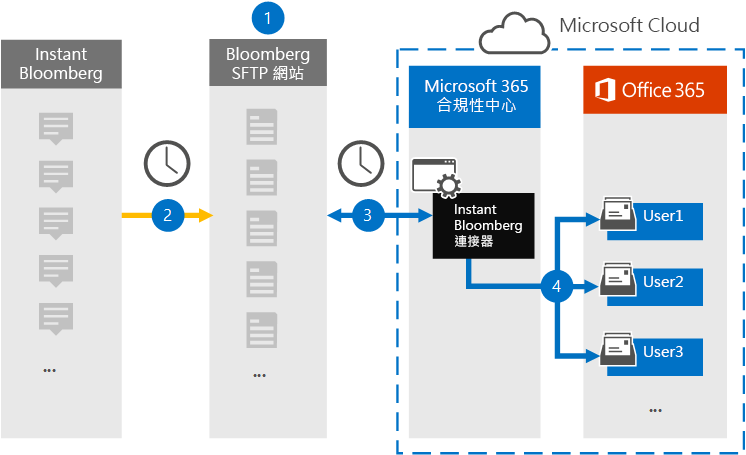 1
Microsoft Cloud
Instant
Bloomberg
Bloomberg
SFTP 網站
Microsoft 365
合規性中心
Office 365
2
3
Instant
Bloomberg
連接器
4
User1
User2
User3
...
...
...